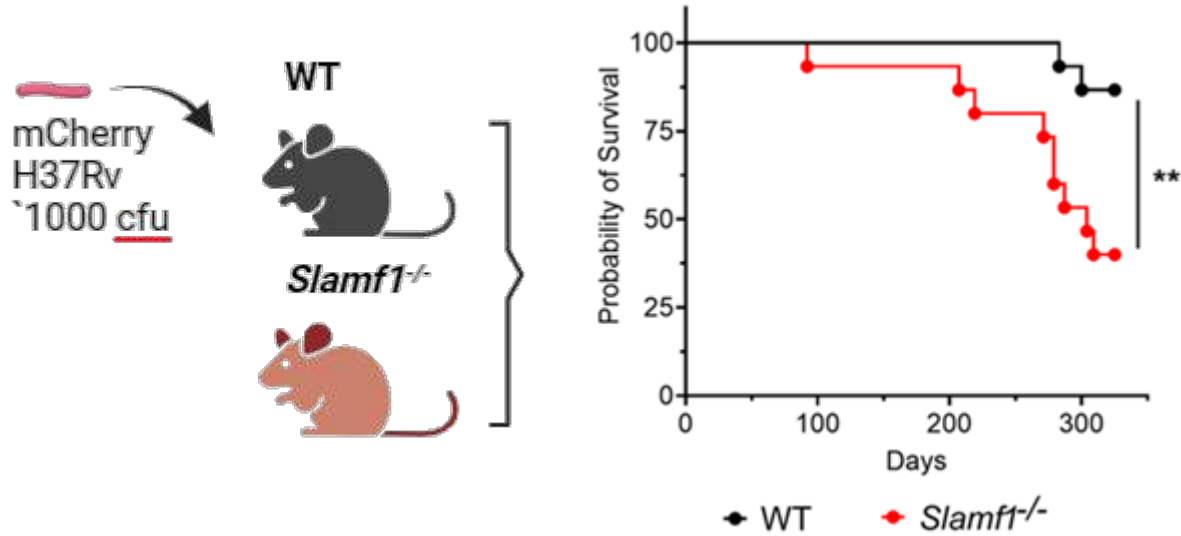 mCherry
H37Rv
`1000 cfu
WT
Slamf1-/-
Probability of Survival
100
75
50
25
0
0 100 200 300
Days
**
WT Slamf1-/-